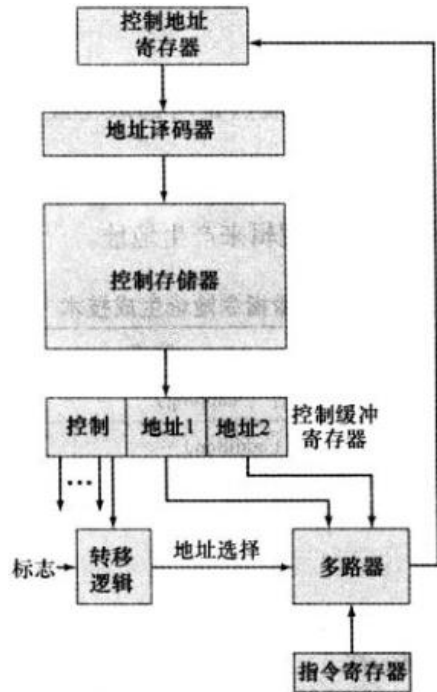 控制地址
寄存器
地址译码器
控制存储器
控制 地址1 地址2 控制缓冲
寄存器
…
标志 转移
逻辑 地址选择 多路器
指令寄存器